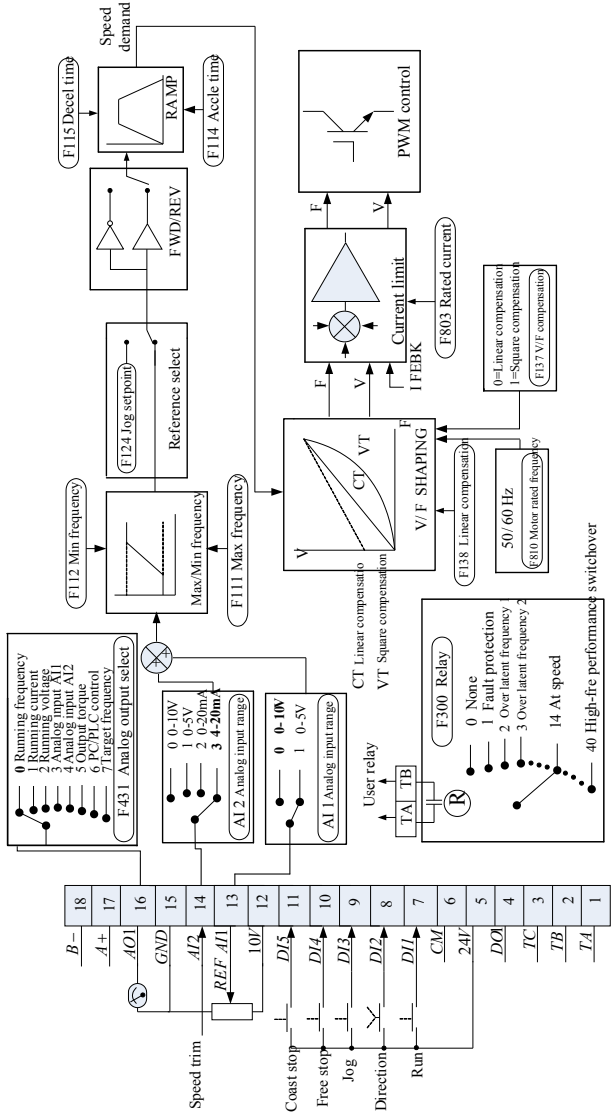 B-
A+
AO1
GND
AI2
REF AI1
10V
DI5
DI4
DI3
DI2
DI1
CM
24V
DO1
TC
TB
TA
18
17
16
15
14
13
12
11
10
9
8
7
6
5
4
3
2
1
Speed trim
Coast stop
Free stop
Jog
Direction
Run
0 Running frequency
1 Running current
2 Running voltage
3 Analog input AI1
4 Analog input AI2
5 Output torque
6 PC/PLC control
7 Target frequency
F431 Analog output select
0 0-10V
1 0-5V
2 0-20mA
3 4-20mA
AI 2 Analog input range
0 0-10V
1 0-5V
AI 1 Analog input range
F112 Min frequency
Max/Min frequency
F111 Max frequency
F124 Jog setpoint
Reference select
FWD/REV
F115 Decel time
RAMP
F114 Accle time
Speed
demand
CT Linear compensatio
VT Square compensation
V
CT
VT
F
V/F SHAPING
F138 Linear compensation
50/ 60 Hz
F810 Motor rated frequency
0=Linear compensation
1=Square compensation
F137 V/F compensation
F
V
I FEBK
Current limit
F803 Rated current
F
V
PWM control
User relay
TA
TB
R
F300 Relay
0 None
1 Fault protection
2 Over latent frequency 1
3 Over latent frequency 2
14 At speed
40 High-fre performance switchover